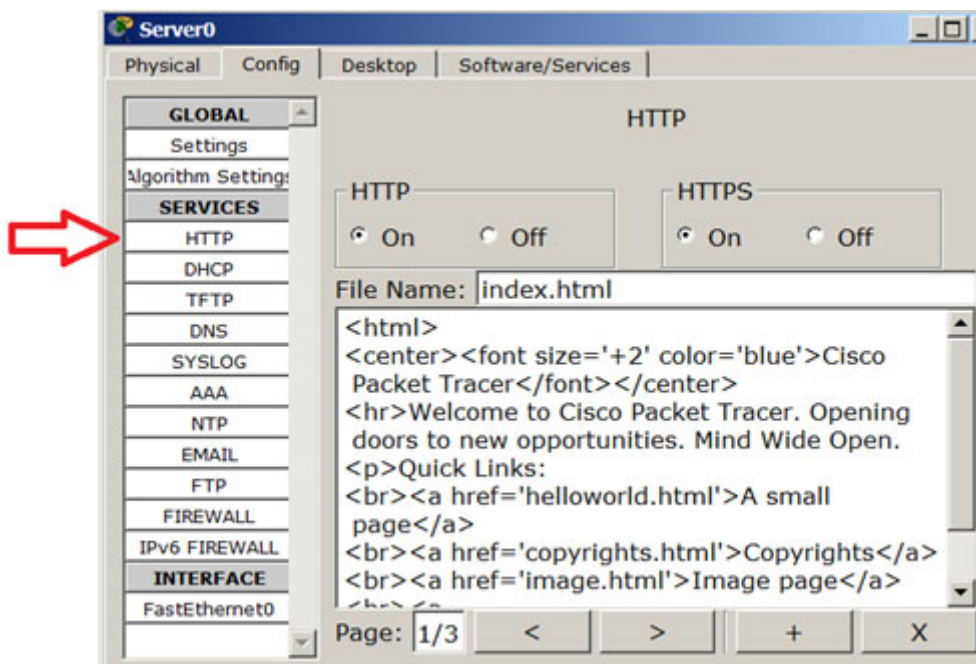 Server0
Physical Config Desktop Software/Services
GLOBAL
Settings
Algorithm Settings
SERVICES
HTTP
DHCP
TFTP
DNS
SYSLOG
AAA
NTP
EMAIL
FTP
FIREWALL
IPv6 FIREWALL
INTERFACE
FastEthernet0
HTTP
HTTP
On Off
HTTPS
On Off
File Name: index.html
<html>
<center><font size='+2' color='blue'>Cisco
Packet Tracer</font></center>
<hr>Welcome to Cisco Packet Tracer. Opening
doors to new opportunities. Mind Wide Open.
<p>Quick Links:
<br><a href='helloworld.html'>A small
page</a>
<br><a href='copyrights.html'>Copyrights</a>
<br><a href='image.html'>Image page</a>
<br><a
Page: 1/3 < > + X